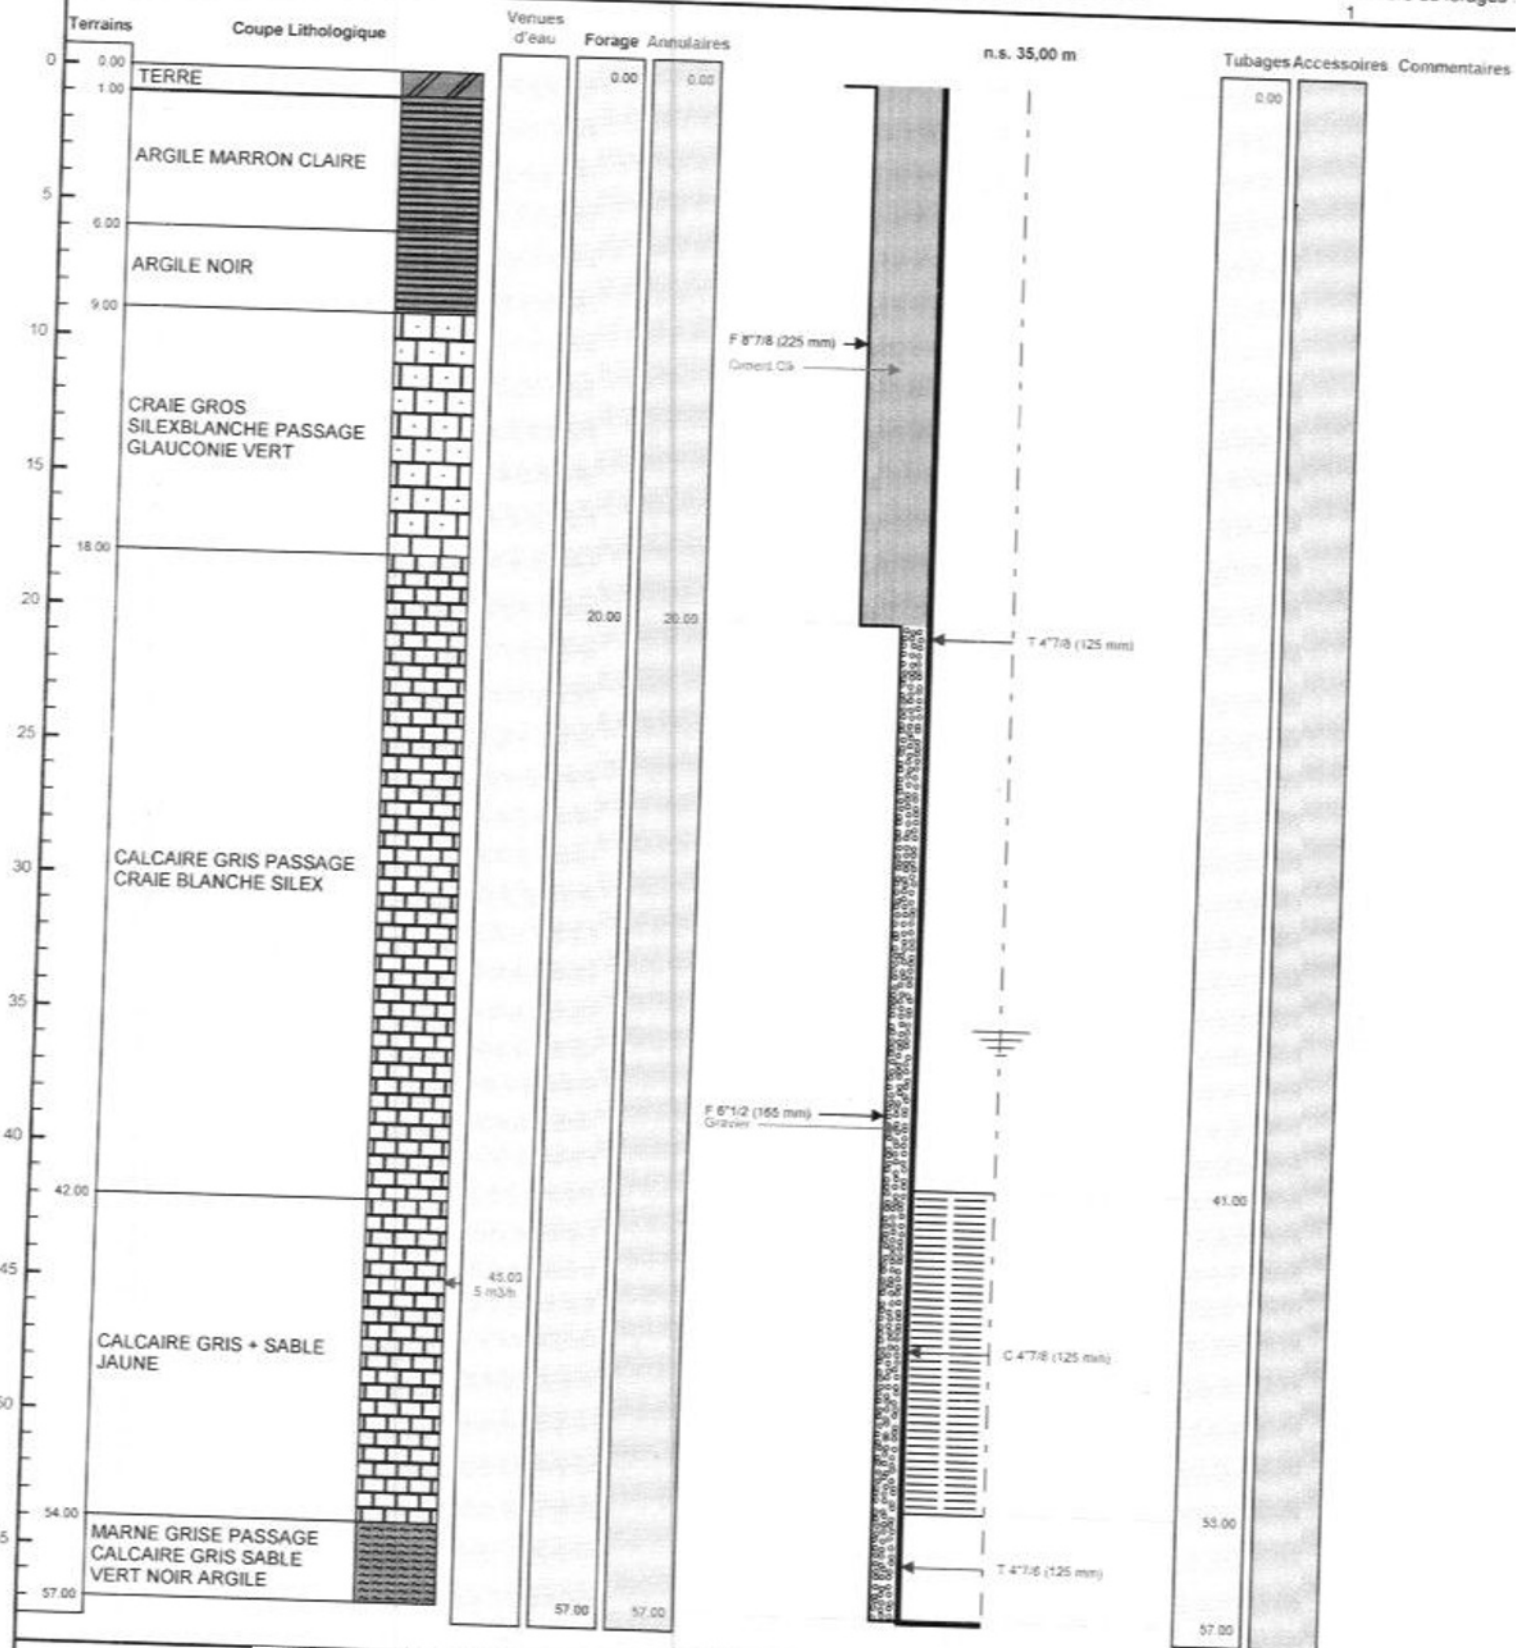 1
Terrains
Coupe Lithologique
Venues
d'eau
Forage
Annulaires
n.s. 35,00 m
Tubages
Accessoires
Commentaires
0
5
10
15
20
25
30
35
40
45
50
0.00
TERRE
1.00
ARGILE MARRON CLAIRE
6.00
ARGILE NOIR
9.00
CRAIE GROS
SILEXBLANCHE PASSAGE
GLAUCONIE VERT
18.00
CALCAIRE GRIS PASSAGE
CRAIE BLANCHE SILEX
42.00
CALCAIRE GRIS + SABLE
JAUNE
54.00
MARNE GRISE PASSAGE
CALCAIRE GRIS SABLE
VERT NOIR ARGILE
57.00
45.00
5 m3/h
0.00
20.00
57.00
0.00
20.00
57.00
F 8"7/8 (225 mm)
T 4"7/8 (125 mm)
F 6"1/2 (165 mm)
Gravier
C 4"7/8 (125 mm)
T 4"7/8 (125 mm)
0.00
41.00
53.00
57.00